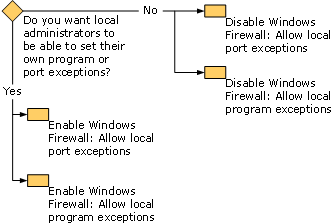 Do you want local
administrators to
be able to set their
own program or
port exceptions?
No
Disable Windows
Firewall: Allow local
port exceptions
Disable Windows
Firewall: Allow local
program exceptions
Yes
Enable Windows
Firewall: Allow local
port exceptions
Enable Windows
Firewall: Allow local
program exceptions